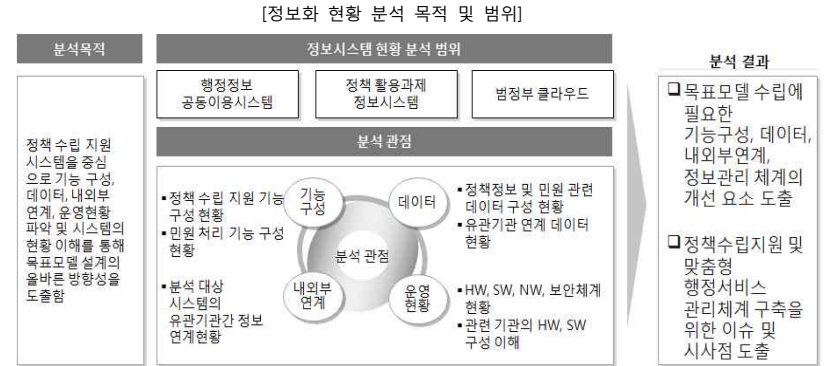 [정보화 현황 분석 목적 및 범위]
분석목적
정책 수립 지원
시스템을 중심
으로 기능 구성,
데이터, 내외부
연계, 운영현황
파악 및 시스템의
현황 이해를 통해
목표모델 설계의
올바른 방향성을
도출함
정보시스템 현황 분석 범위
행정정보
공동이용시스템
정책 활용과제
정보시스템
범정부 클라우드
분석 관점
▪정책 수립 지원 기능
구성 현황
▪민원 처리 기능 구성
현황
기능
구성
데이터
▪정책정보 및 민원 관련
데이터 구성 현황
▪유관기관 연계 데이터
현황
분석 관점
▪분석 대상
시스템의
유관기관간 정보
연계현황
내외부
연계
운영
현황
▪HW, SW, NW, 보안체계
현황
▪관련 기관의 HW, SW
구성 이해
분석 결과
❑목표모델 수립에
필요한
기능구성, 데이터,
내외부연계,
정보관리 체계의
개선 요소 도출
❑정책수립지원 및
맞춤형
행정서비스
관리체계 구축을
위한 이슈 및
시사점 도출